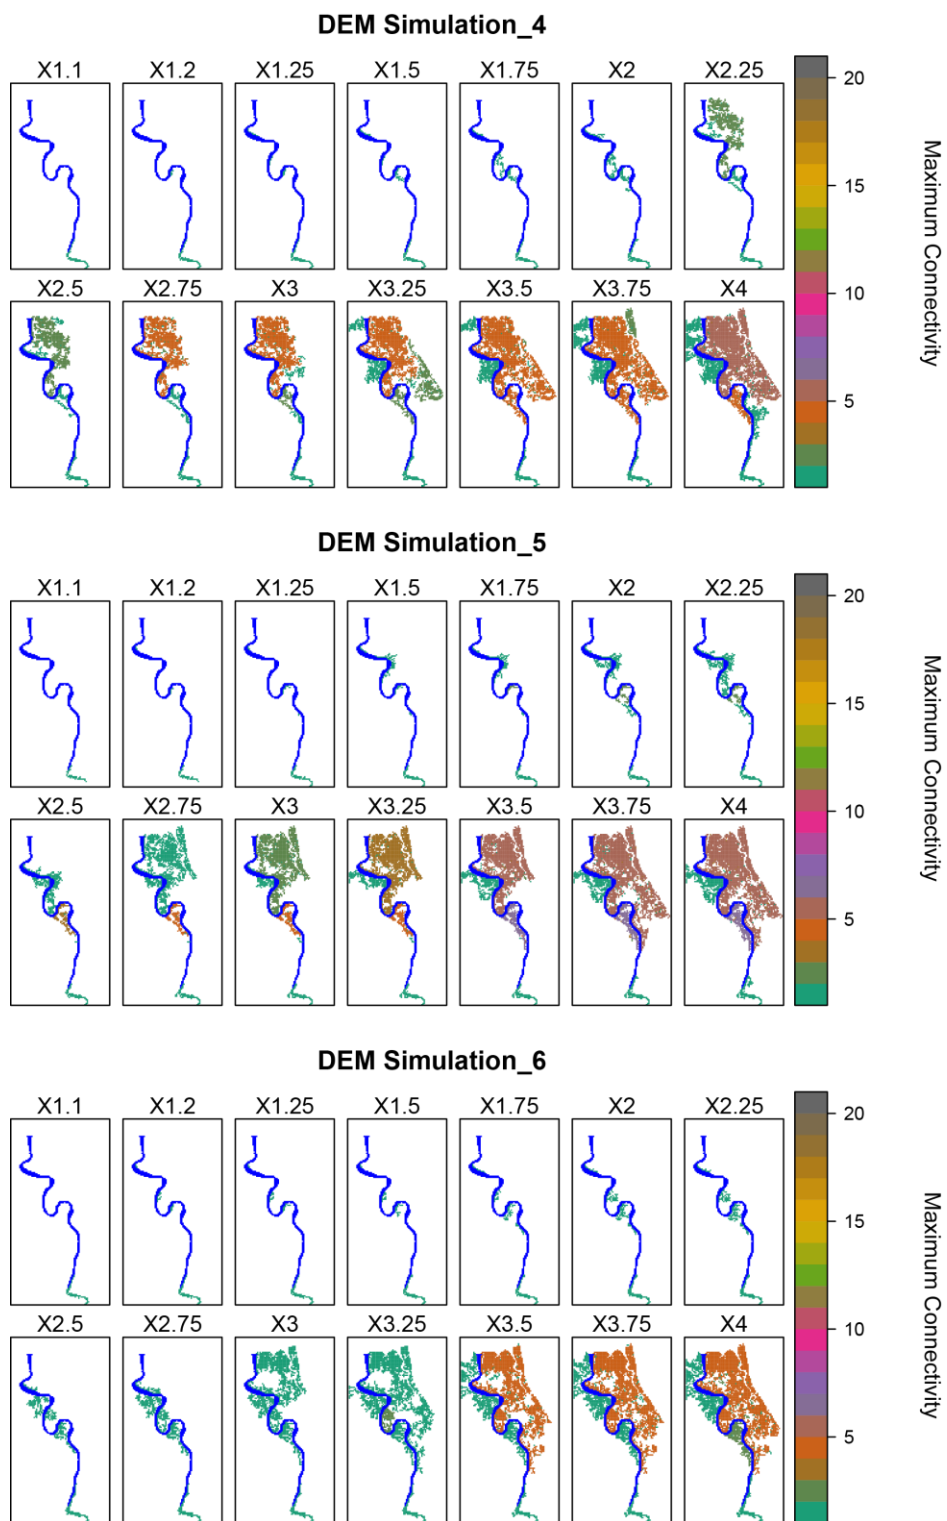 DEM Simulation_4
X1.1 X1.2 X1.25 X1.5 X1.75 X2 X2.25
X2.5 X2.75 X3 X3.25 X3.5 X3.75 X4
20
15
10
5
Maximum Connectivity
DEM Simulation_5
X1.1 X1.2 X1.25 X1.5 X1.75 X2 X2.25
X2.5 X2.75 X3 X3.25 X3.5 X3.75 X4
20
15
10
5
Maximum Connectivity
DEM Simulation_6
X1.1 X1.2 X1.25 X1.5 X1.75 X2 X2.25
X2.5 X2.75 X3 X3.25 X3.5 X3.75 X4
20
15
10
5
Maximum Connectivity